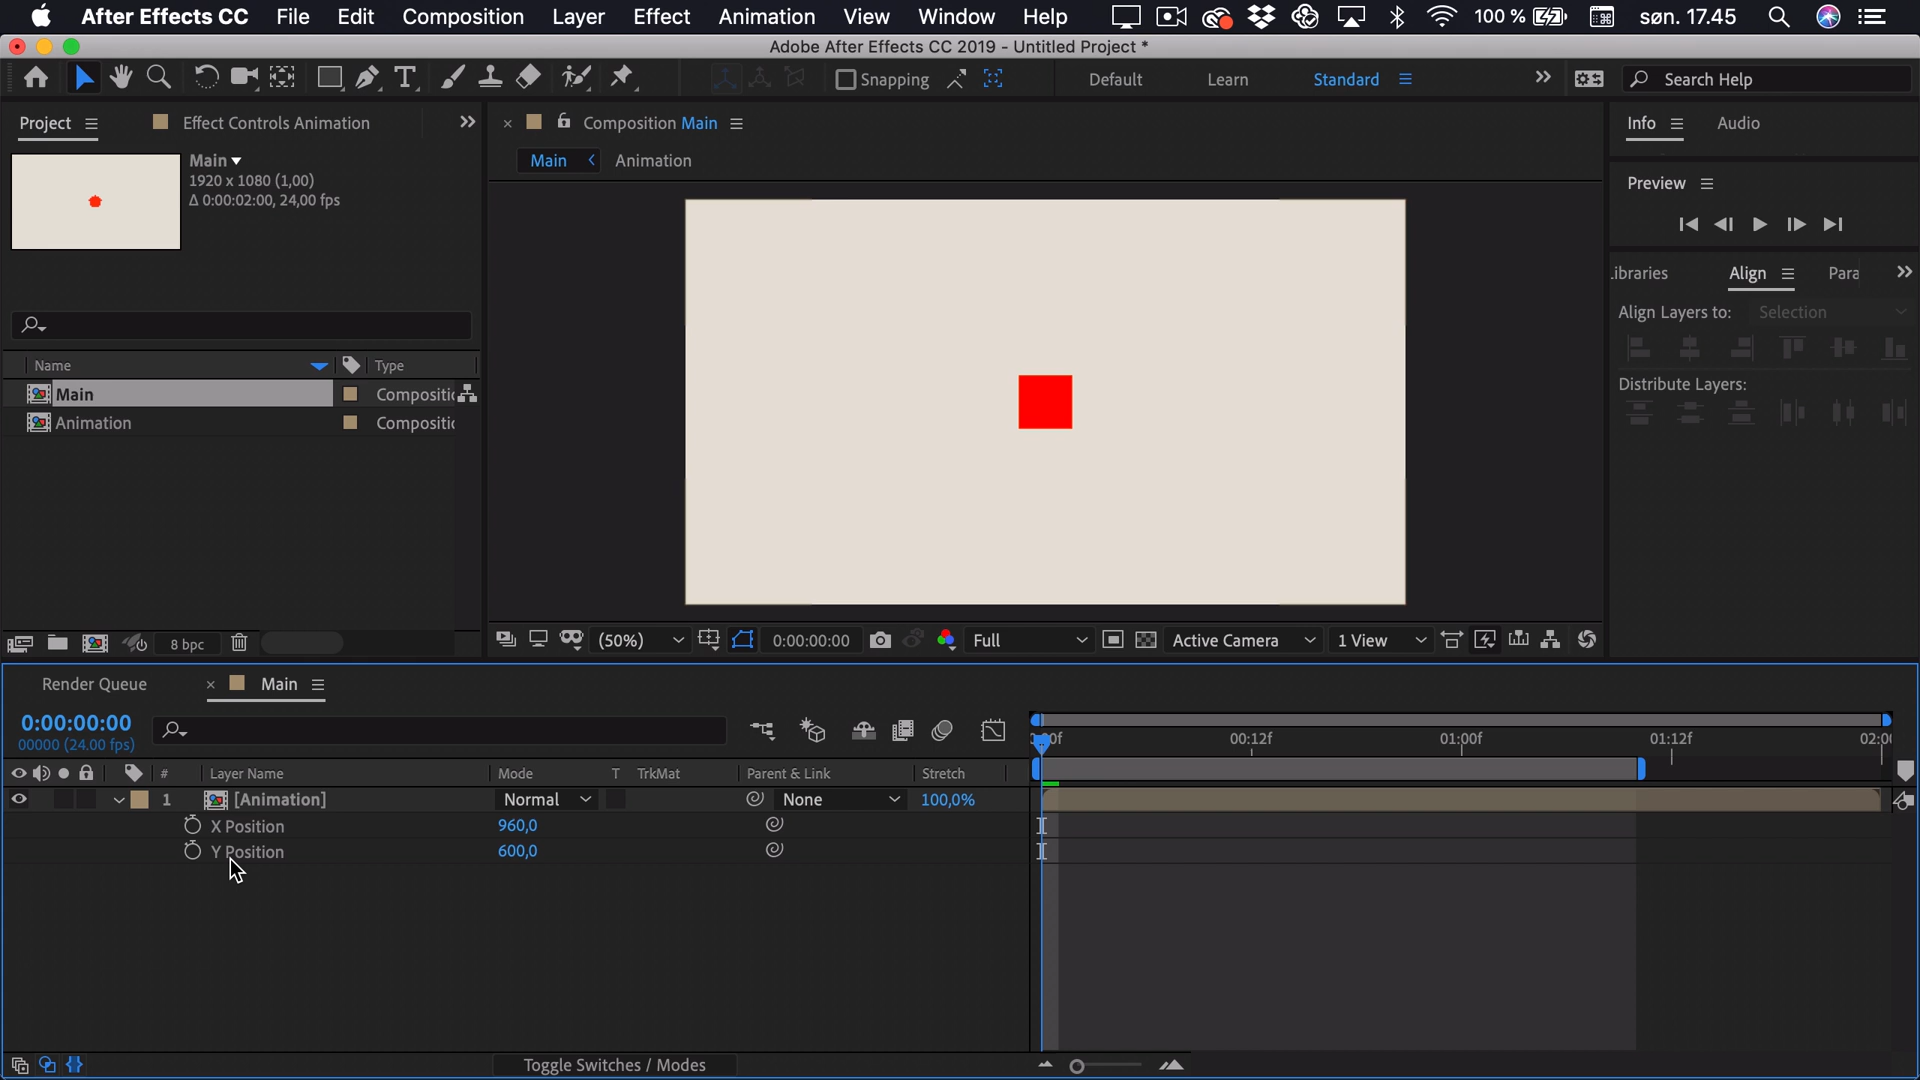 After Effects CC File Edit Composition Layer Effect Animation View Window Help 100 % søn. 17.45
Adobe After Effects CC 2019 - Untitled Project *
Snapping Default Learn Standard Search Help
Project Effect Controls Animation
Composition Main
Info Audio
Main
1920 x 1080 (1,00)
Δ 0:00:02:00, 24,00 fps
Main Animation
Preview
ibraries Align Para
Align Layers to: Selection
Distribute Layers:
Name Type
Main Compositic
Animation Compositic
8 bpc
(50%) 0:00:00:00 Full Active Camera 1 View
Render Queue Main
0:00:00:00
00000 (24.00 fps)
:00f 00:12f 01:00f 01:12f 02:00
# Layer Name Mode T TrkMat Parent & Link Stretch
1 [Animation] Normal None 100,0%
X Position 960,0
Y Position 600,0
Toggle Switches / Modes